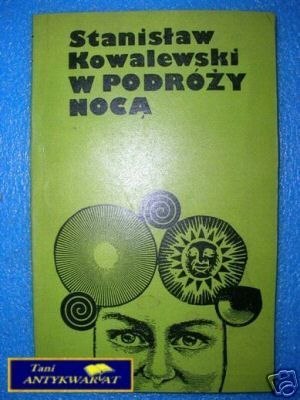 Stanisław
Kowalewski
W PODRÓŻY
NOCĄ
Tani
ANTYKWARIAT